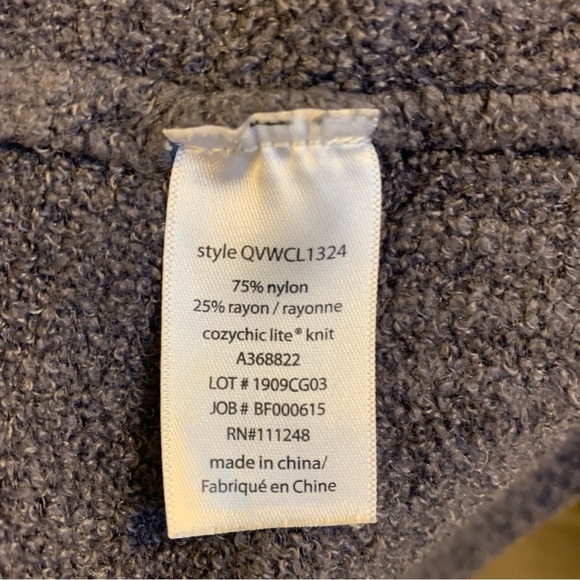 style QVWCL1324
75% nylon
25% rayon / rayonne
cozychic lite® knit
A368822
LOT # 1909CG03
JOB # BF000615
RN#111248
made in china/
Fabriqué en Chine